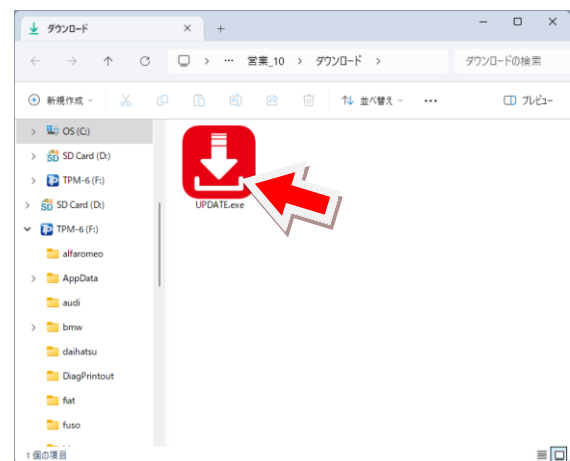 ダウンロード
営業_10 > ダウンロード >
ダウンロードの検索
新規作成
並べ替え
プレビュー
OS (C:)
SD Card (D:)
TPM-6 (F:)
SD Card (D:)
TPM-6 (F:)
alfaromeo
AppData
audi
bmw
daihatsu
DiagPrintout
fiat
fuso
UPDATE.exe
1 個の項目